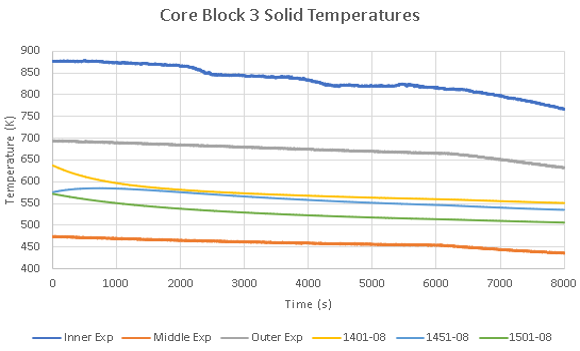 Core Block 3 Solid Temperatures
900
850
800
750
700
650
600
550
500
450
400
Temperature (K)
0 1000 2000 3000 4000 5000 6000 7000 8000
Time (s)
Inner Exp Middle Exp Outer Exp 1401-08 1451-08 1501-08